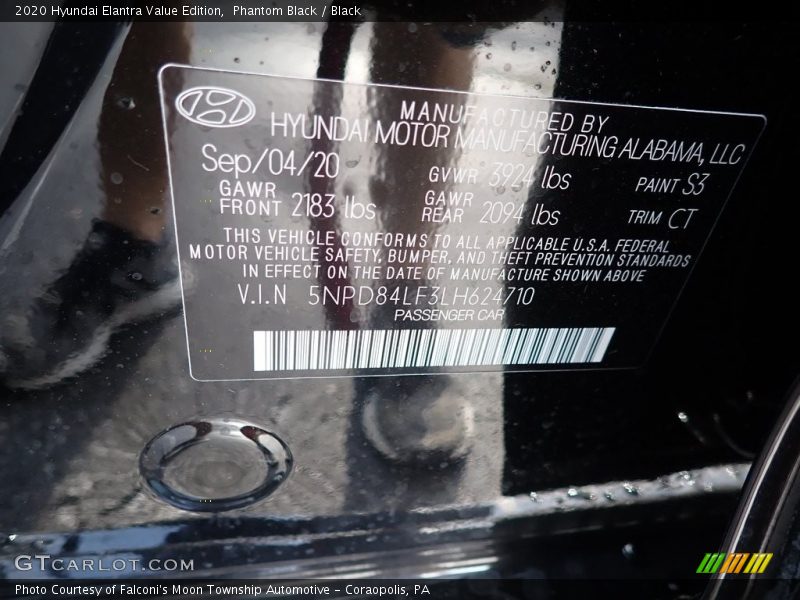 2020 Hyundai Elantra Value Edition, Phantom Black / Black
MANUFACTURED BY
HYUNDAI MOTOR MANUFACTURING ALABAMA, LLC
Sep/04/20 GVWR 3924 lbs PAINT S3
GAWR FRONT 2183 lbs GAWR REAR 2094 lbs TRIM CT
THIS VEHICLE CONFORMS TO ALL APPLICABLE U.S.A. FEDERAL
MOTOR VEHICLE SAFETY, BUMPER, AND THEFT PREVENTION STANDARDS
IN EFFECT ON THE DATE OF MANUFACTURE SHOWN ABOVE
V.I.N 5NPD84LF3LH624710
PASSENGER CAR
GTCARLOT.COM
Photo Courtesy of Falconi's Moon Township Automotive - Coraopolis, PA